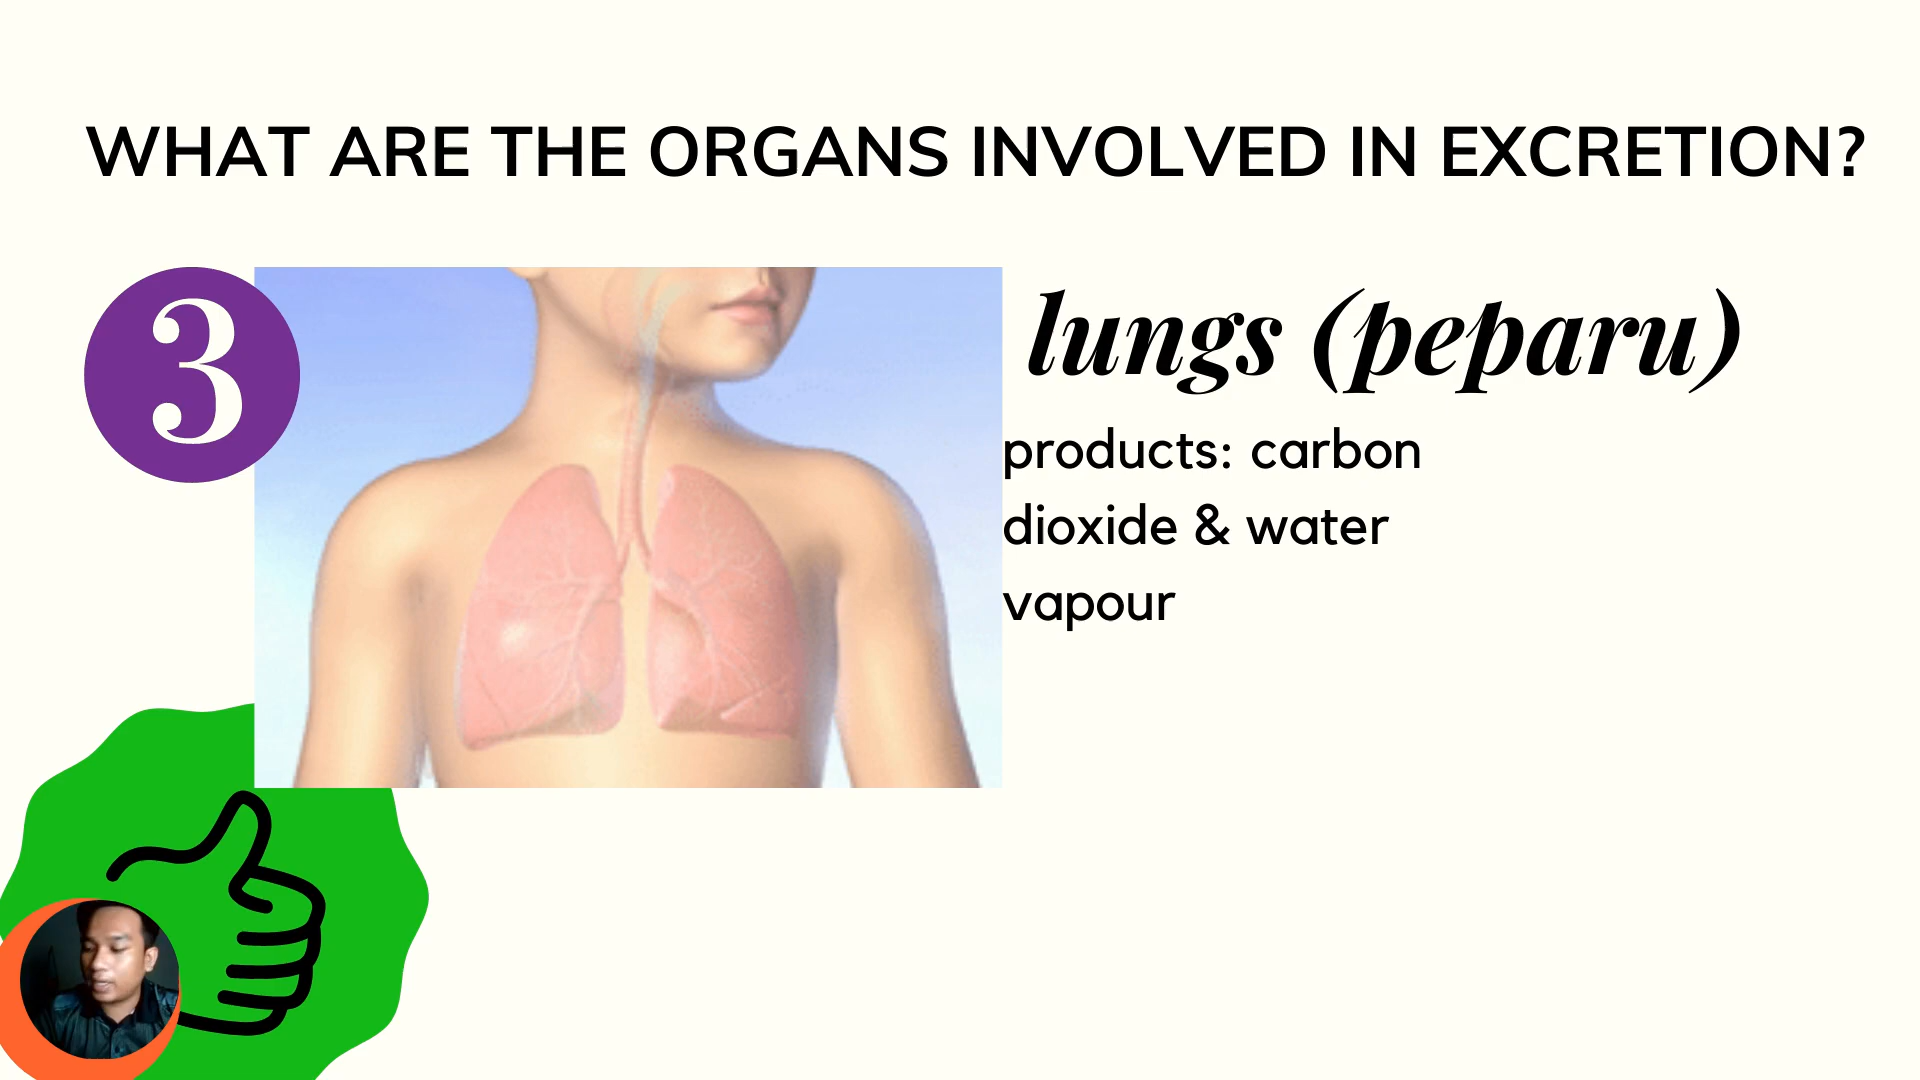 WHAT ARE THE ORGANS INVOLVED IN EXCRETION?
3
lungs (peparu)
products: carbon
dioxide & water
vapour